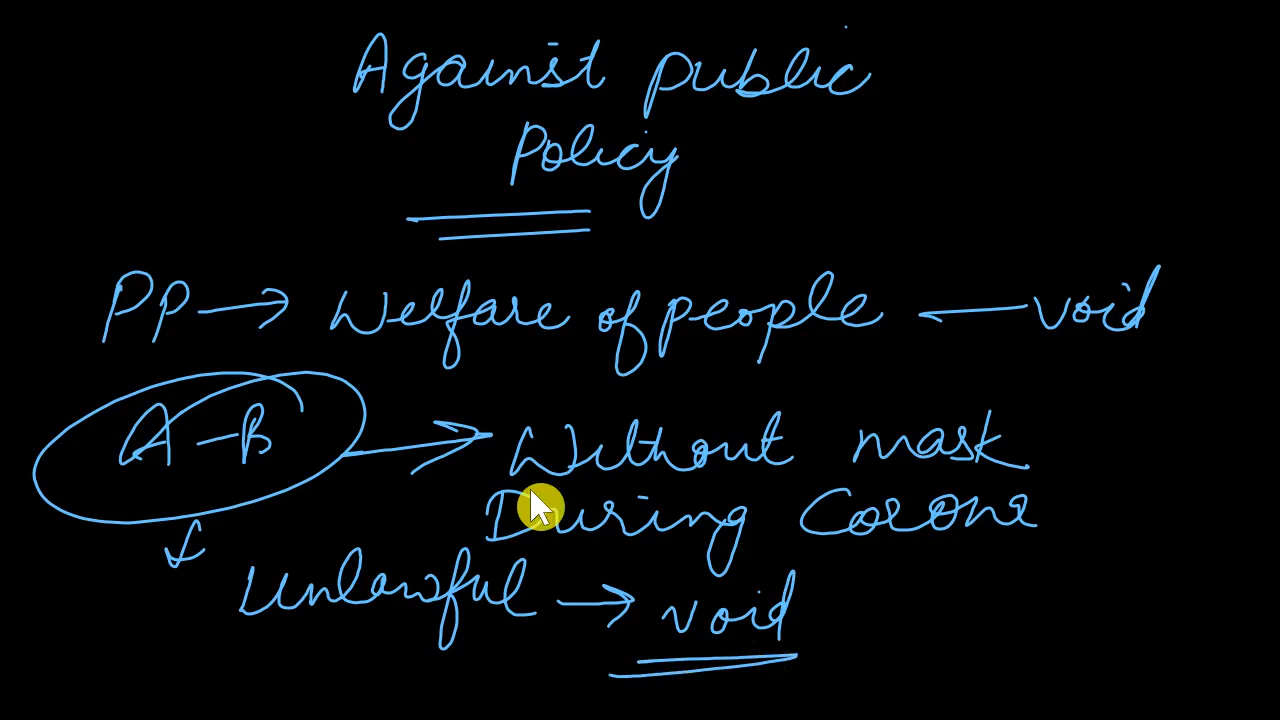 Against public
Policy
PP → Welfare of people ← void
A - B → Without mask
During Corona
↓ Unlawful → void